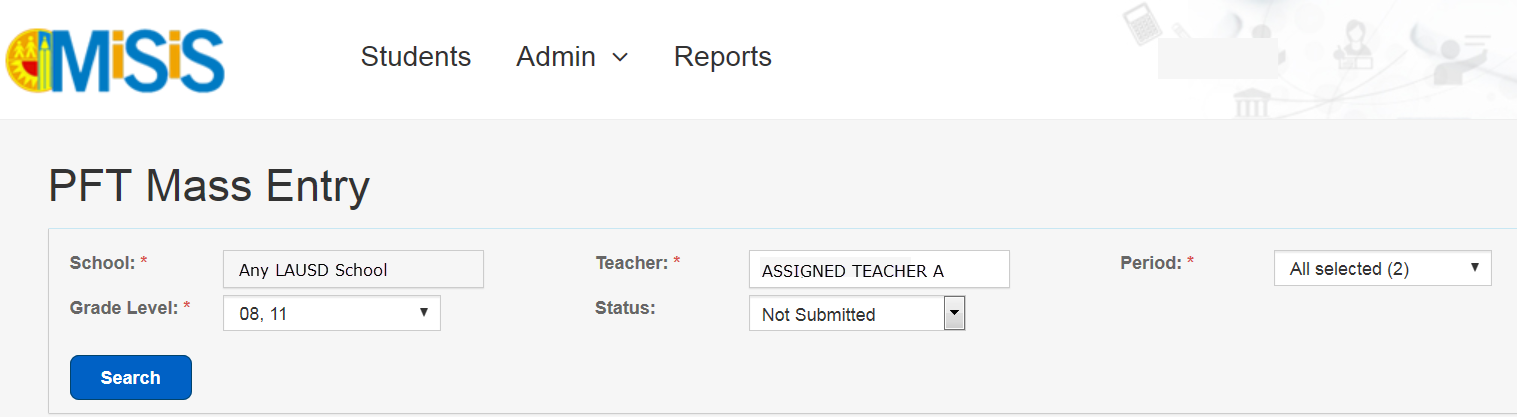 MiSiS Students Admin Reports
PFT Mass Entry
School: * Any LAUSD School Teacher: * ASSIGNED TEACHER A Period: * All selected (2)
Grade Level: * 08, 11 Status: Not Submitted
Search